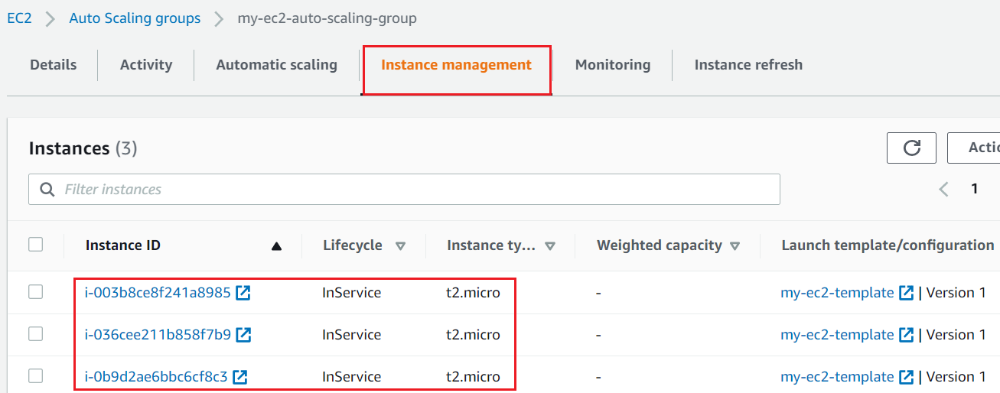 EC2 Auto Scaling groups my-ec2-auto-scaling-group
Details Activity Automatic scaling Instance management Monitoring Instance refresh
Instances (3)
Actio
Filter instances
1
Instance ID Lifecycle Instance ty... Weighted capacity Launch template/configuration
i-003b8ce8f241a8985 InService t2.micro - my-ec2-template | Version 1
i-036cee211b858f7b9 InService t2.micro - my-ec2-template | Version 1
i-0b9d2ae6bbc6cf8c3 InService t2.micro - my-ec2-template | Version 1